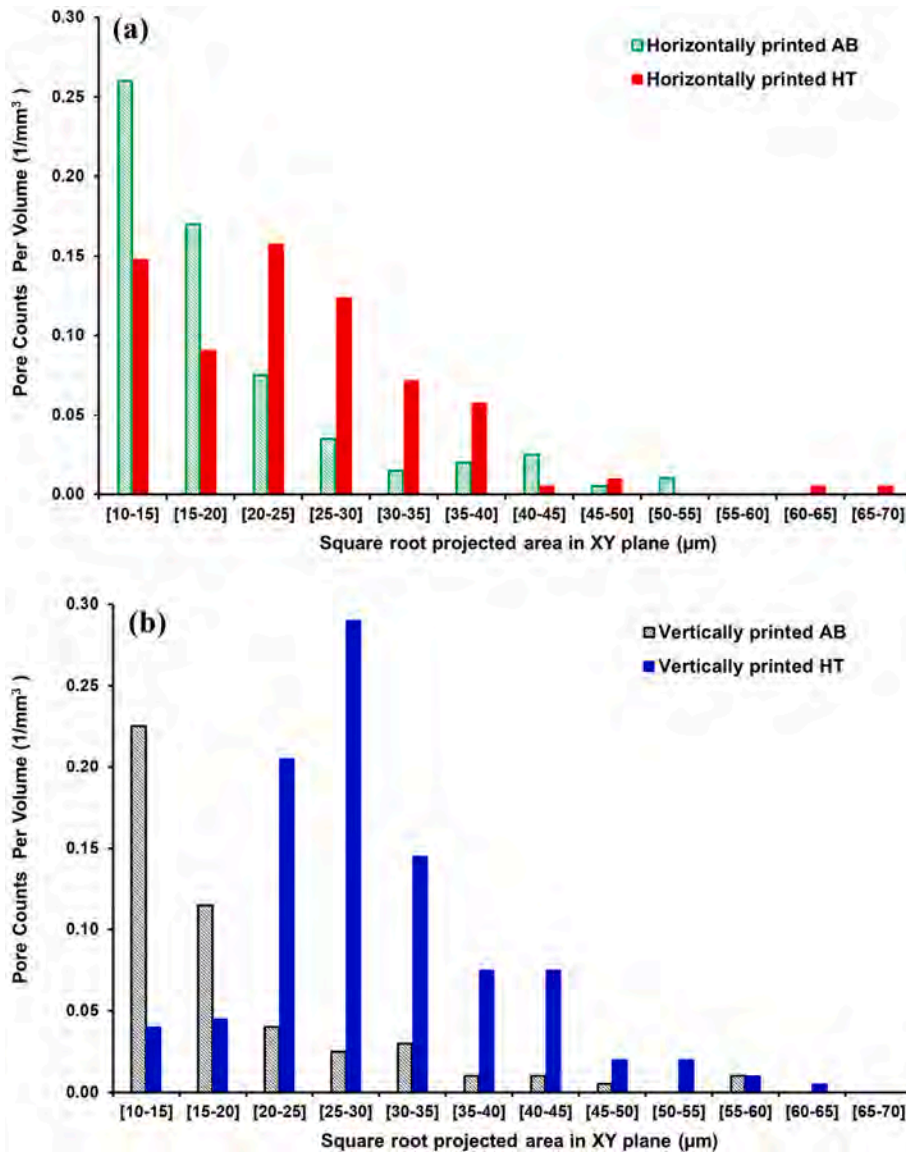 (a)
0.30
0.25
0.20
0.15
0.10
0.05
0.00
Pore Counts Per Volume (1/mm³)
Horizontally printed AB
Horizontally printed HT
[10-15] [15-20] [20-25] [25-30] [30-35] [35-40] [40-45] [45-50] [50-55] [55-60] [60-65] [65-70]
Square root projected area in XY plane (µm)
(b)
0.30
0.25
0.20
0.15
0.10
0.05
0.00
Pore Counts Per Volume (1/mm³)
Vertically printed AB
Vertically printed HT
[10-15] [15-20] [20-25] [25-30] [30-35] [35-40] [40-45] [45-50] [50-55] [55-60] [60-65] [65-70]
Square root projected area in XY plane (µm)